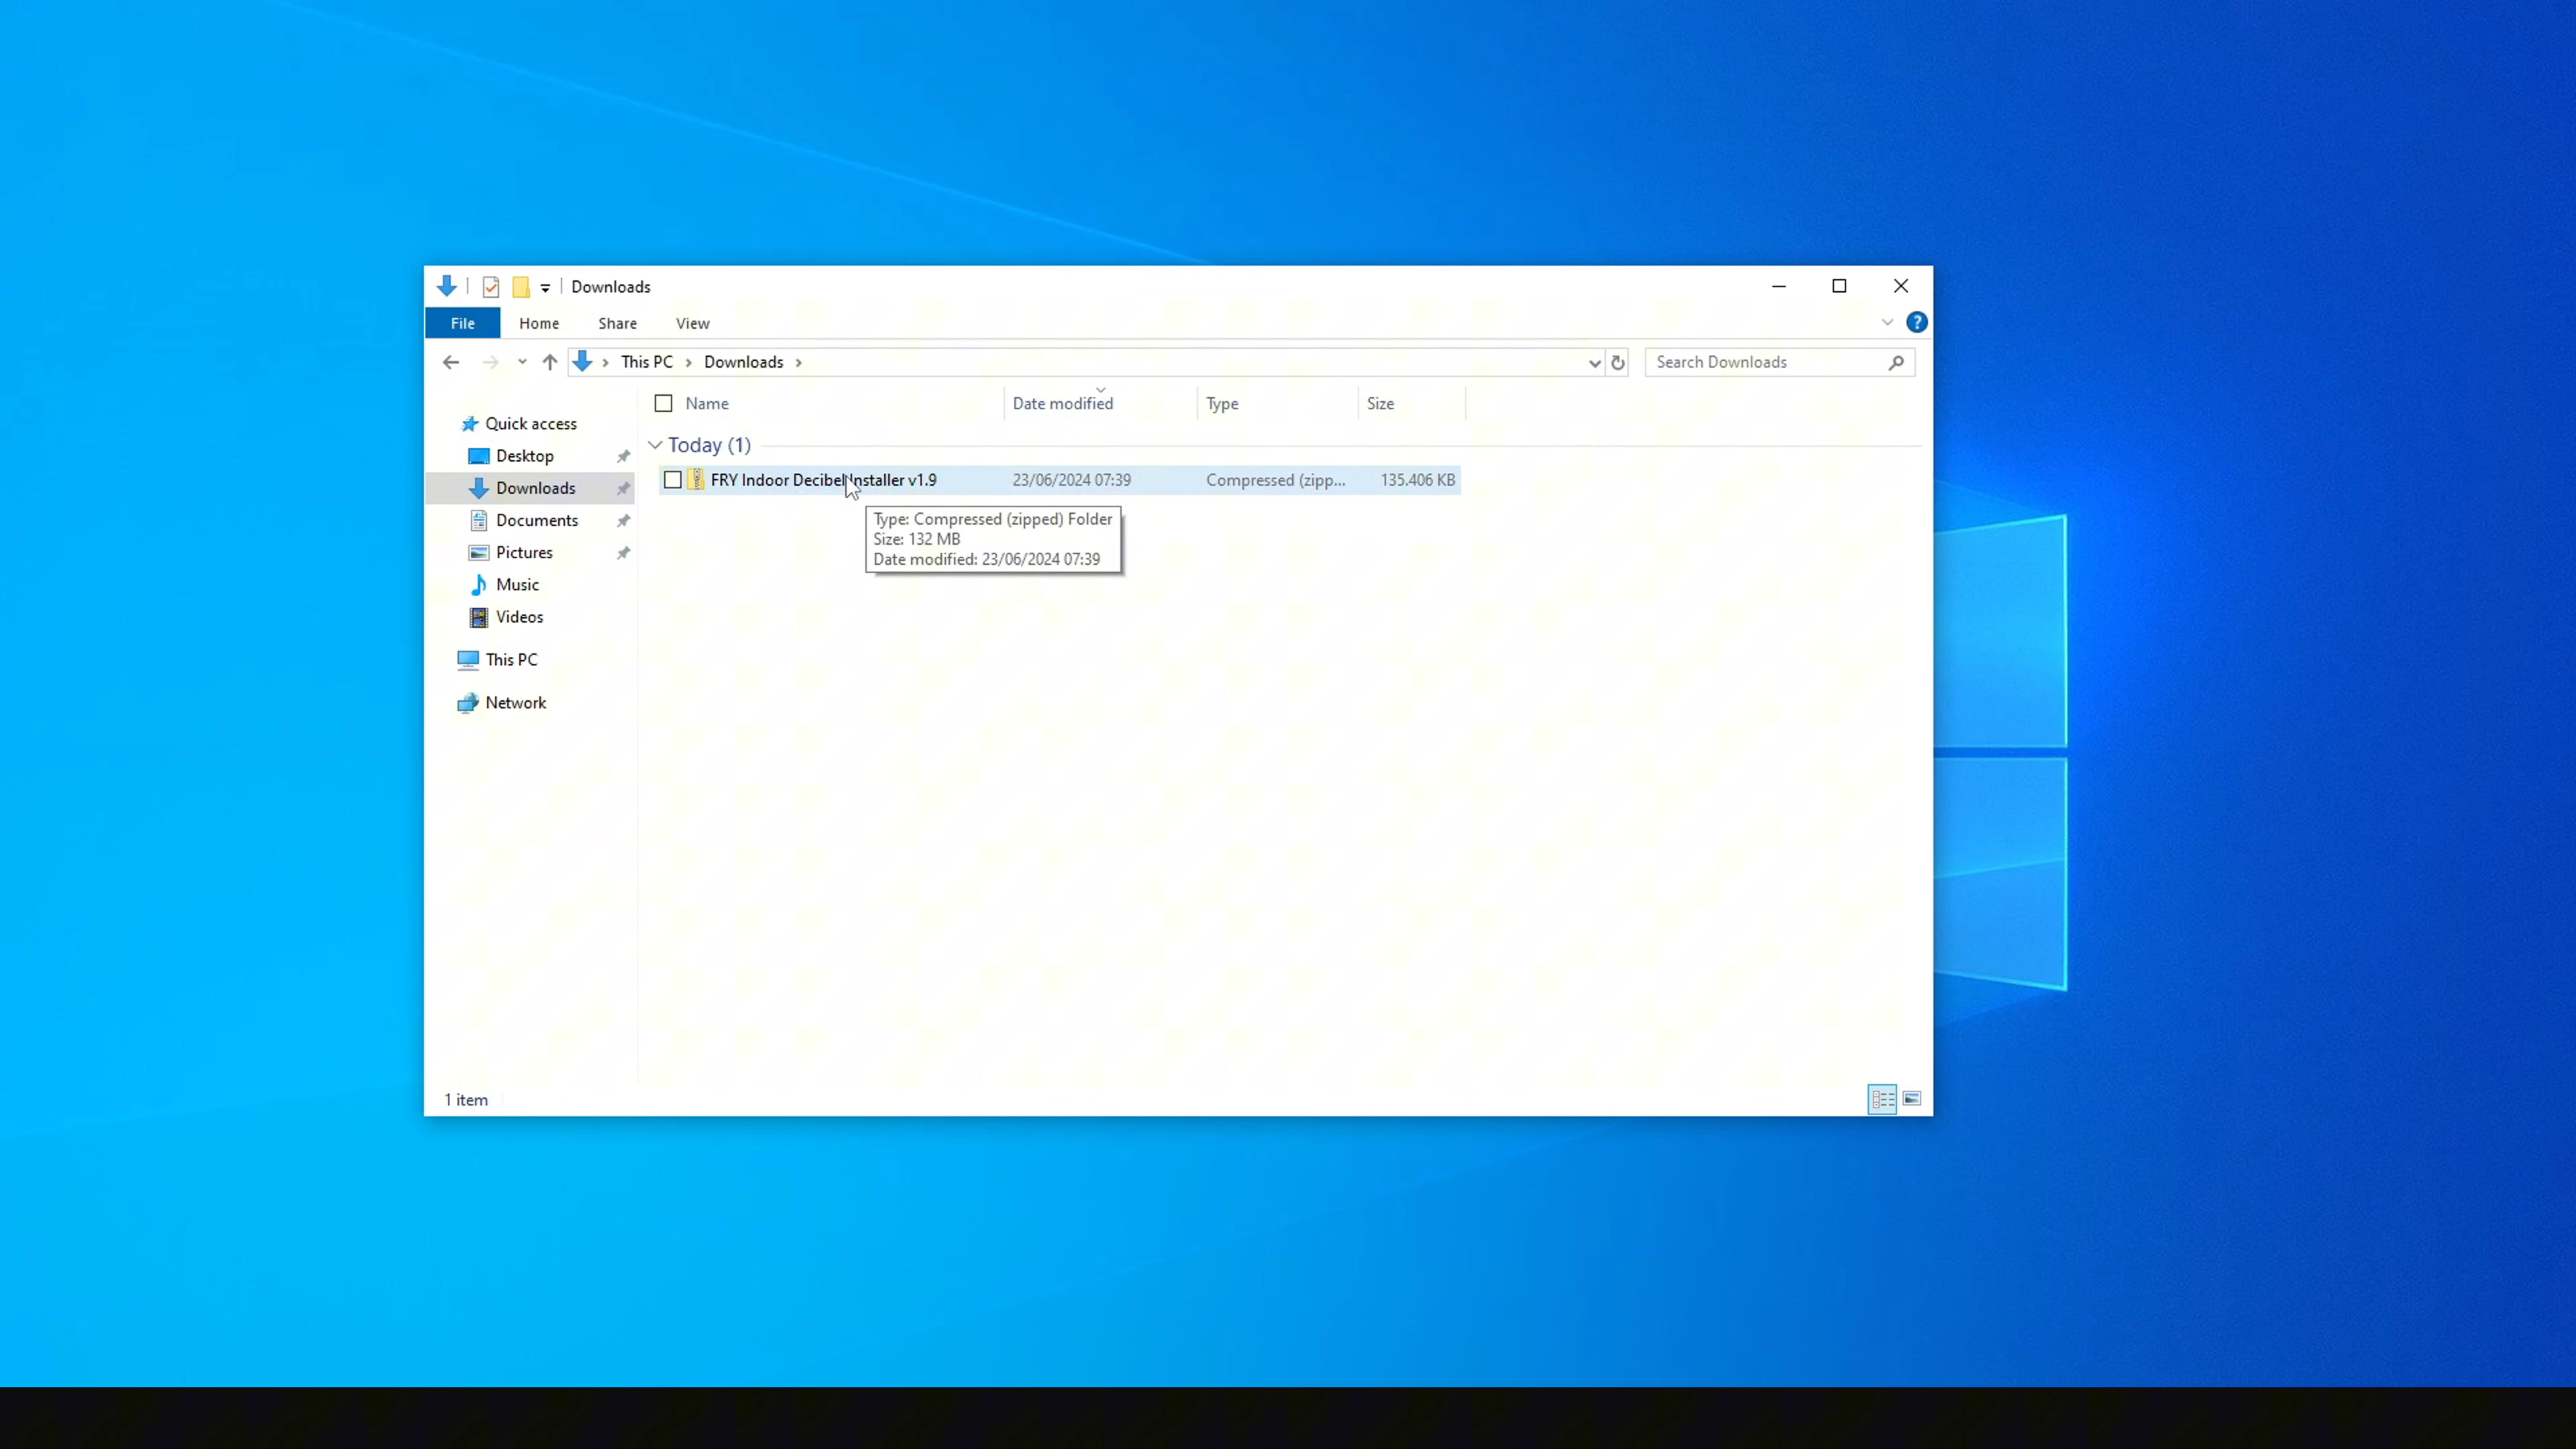 Downloads
File Home Share View
This PC Downloads Search Downloads
Name Date modified Type Size
Quick access
Today (1)
Desktop
FRY Indoor Decibel Installer v1.9 23/06/2024 07:39 Compressed (zipp... 135.406 KB
Downloads
Type: Compressed (zipped) Folder
Size: 132 MB
Date modified: 23/06/2024 07:39
Documents
Pictures
Music
Videos
This PC
Network
1 item